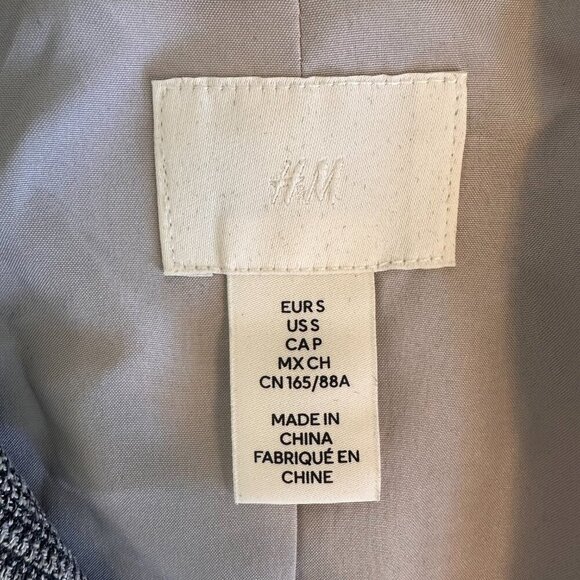 H&M
EUR S
US S
CA P
MX CH
CN 165/88A
MADE IN
CHINA
FABRIQUÉ EN
CHINE